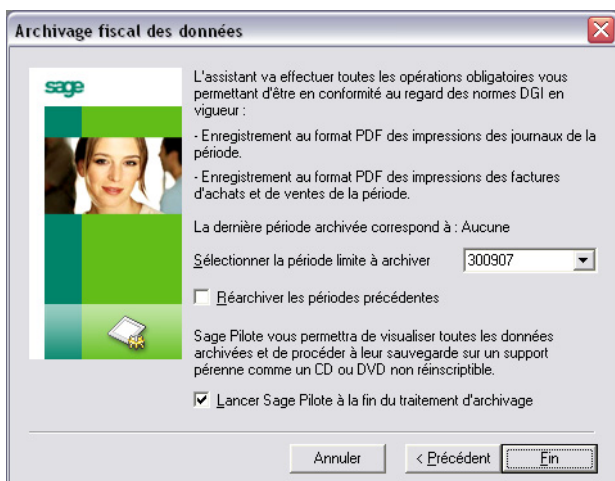 Archivage fiscal des données
sage
L'assistant va effectuer toutes les opérations obligatoires vous
permettant d'être en conformité au regard des normes DGI en
vigueur :
- Enregistrement au format PDF des impressions des journaux de la
période.
- Enregistrement au format PDF des impressions des factures
d'achats et de ventes de la période.
La dernière période archivée correspond à : Aucune
Sélectionner la période limite à archiver 300907
Réarchiver les périodes précédentes
Sage Pilote vous permettra de visualiser toutes les données
archivées et de procéder à leur sauvegarde sur un support
pérenne comme un CD ou DVD non réinscriptible.
Lancer Sage Pilote à la fin du traitement d'archivage
Annuler < Précédent Fin